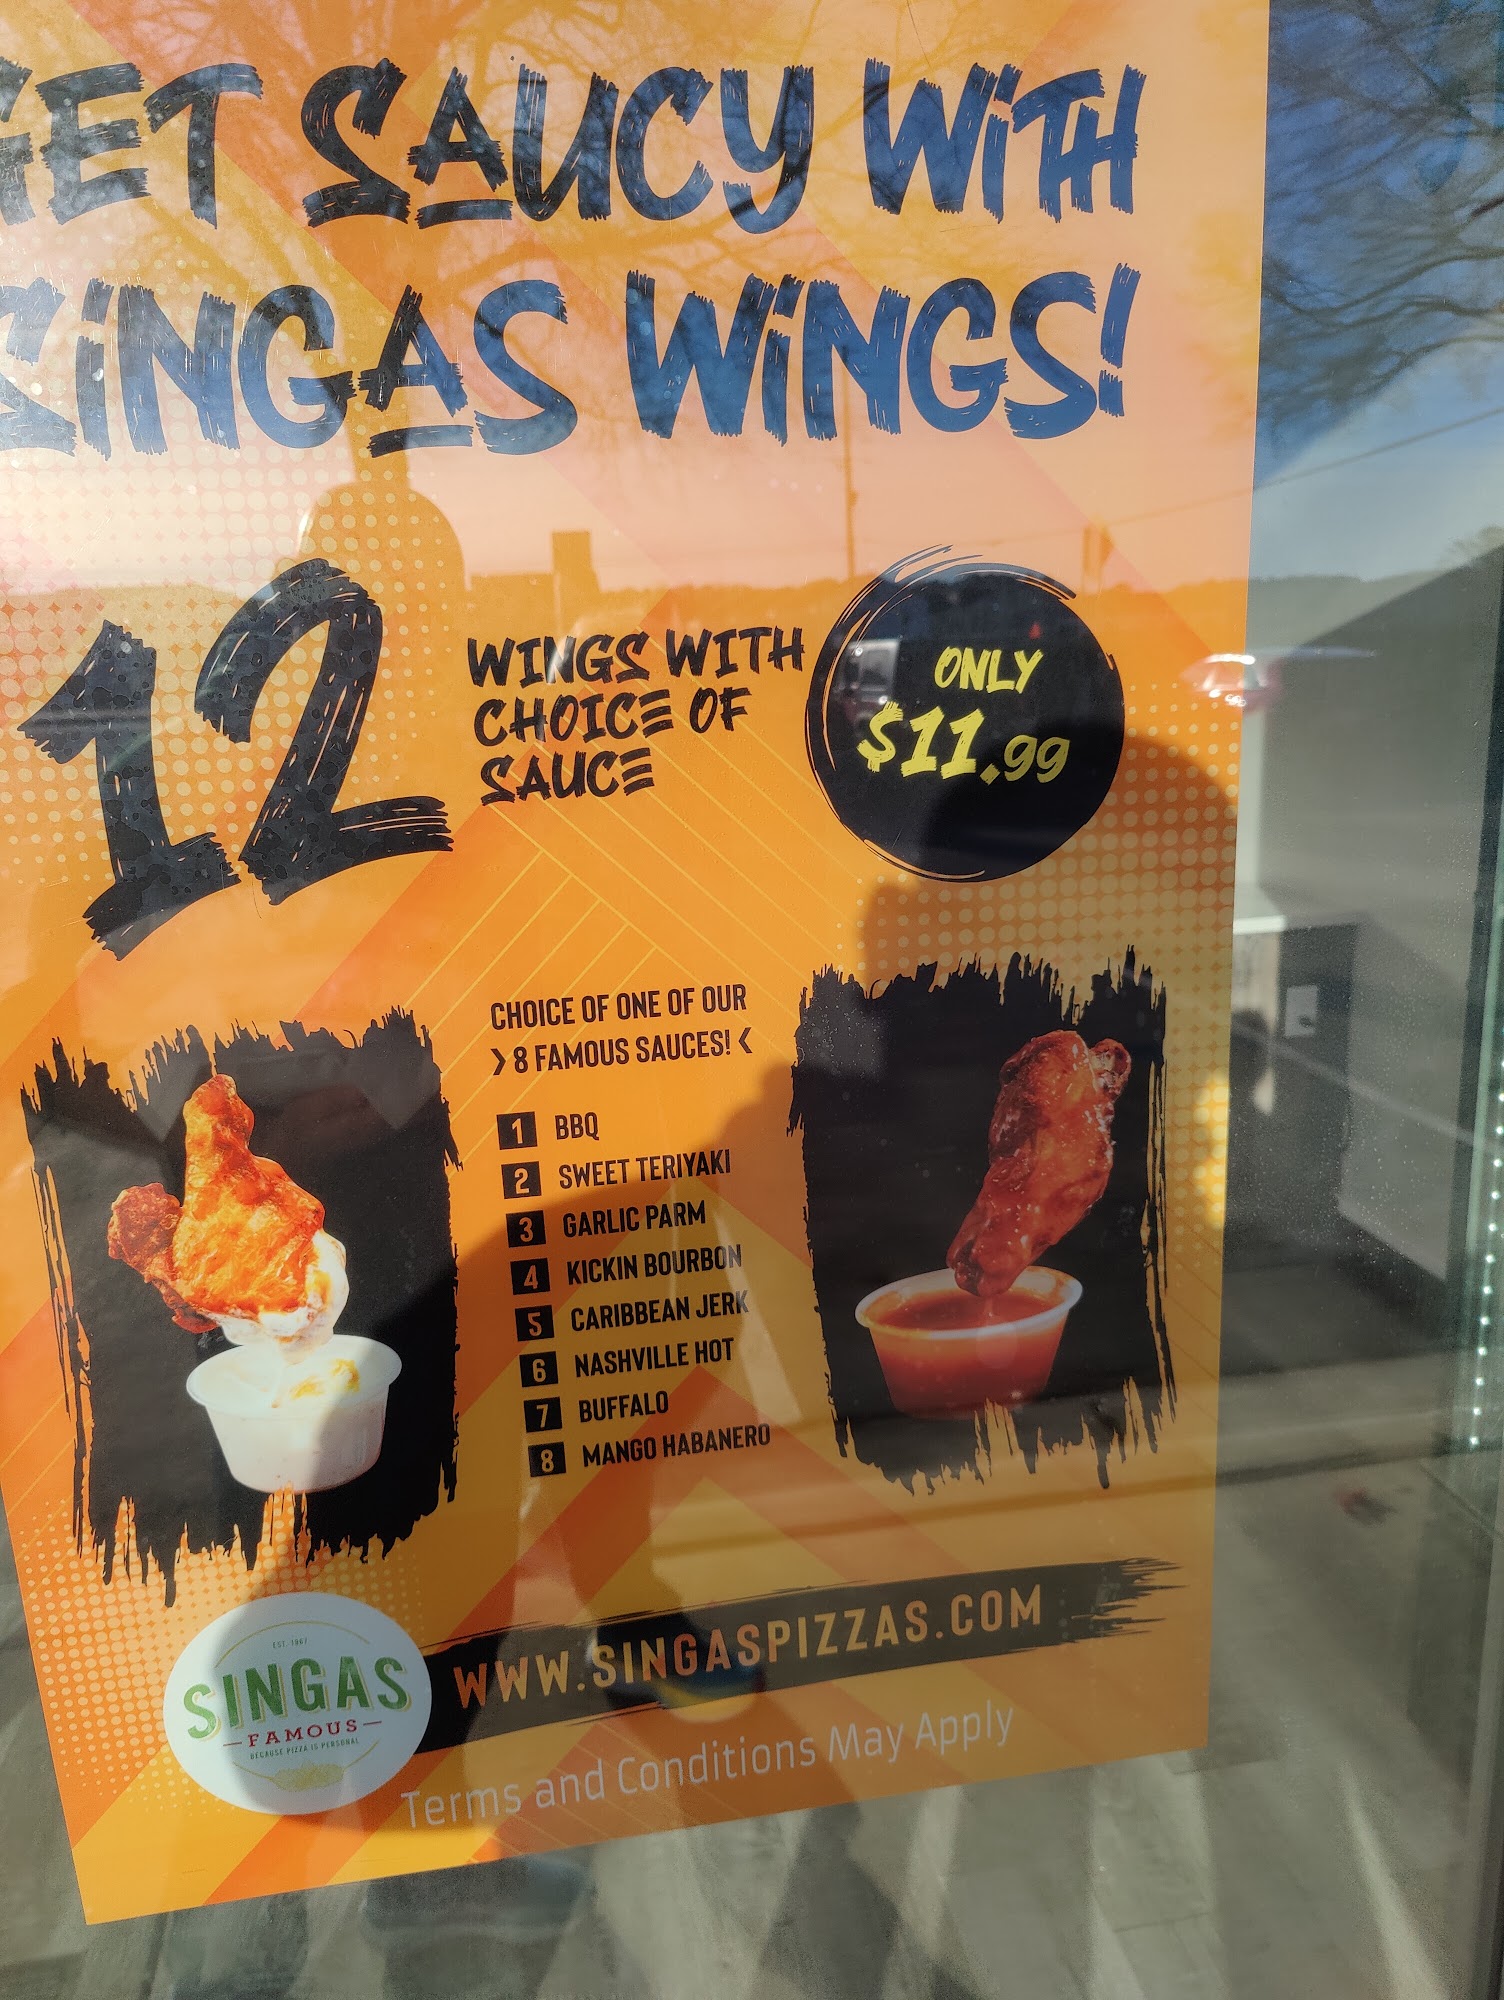 GET SAUCY WITH
SINGAS WINGS!
12
WINGS WITH
CHOICE OF
SAUCE
ONLY
$11.99
CHOICE OF ONE OF OUR
> 8 FAMOUS SAUCES! <
1 BBQ
2 SWEET TERIYAKI
3 GARLIC PARM
4 KICKIN BOURBON
5 CARIBBEAN JERK
6 NASHVILLE HOT
7 BUFFALO
8 MANGO HABANERO
EST. 1967
SINGAS
FAMOUS
BECAUSE PIZZA IS PERSONAL
WWW.SINGASPIZZAS.COM
Terms and Conditions May Apply